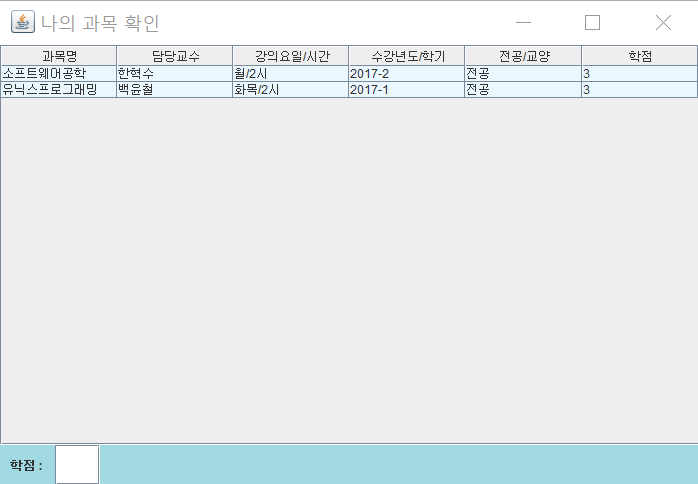 나의 과목 확인
과목명 담당교수 강의요일/시간 수강년도/학기 전공/교양 학점
소프트웨어공학 한혁수 월/2시 2017-2 전공 3
유닉스프로그래밍 백윤철 화목/2시 2017-1 전공 3
학점 :